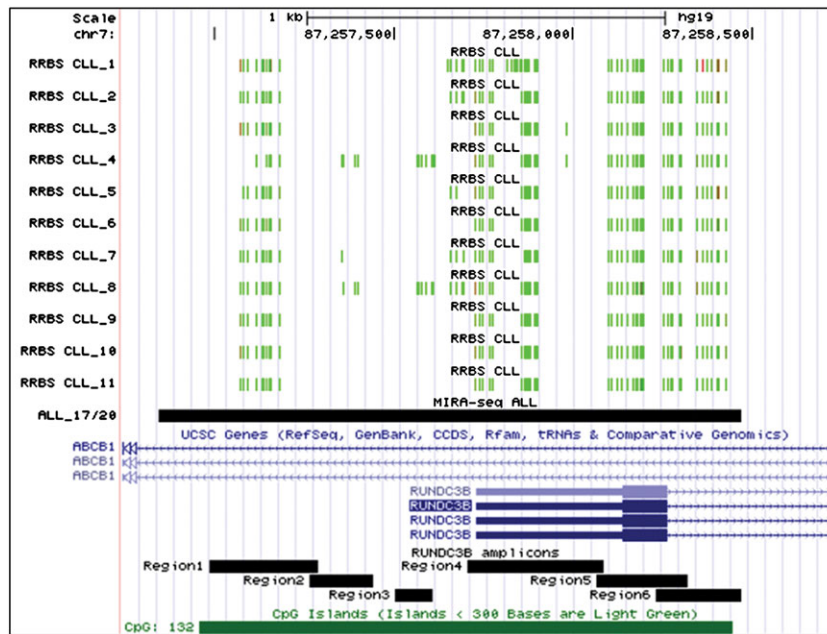 Scale 1 kb hg19
chr7: 87,257,500 87,258,000 87,258,500
RRBS CLL
RRBS CLL_1
RRBS CLL
RRBS CLL_2
RRBS CLL
RRBS CLL_3
RRBS CLL
RRBS CLL_4
RRBS CLL
RRBS CLL_5
RRBS CLL
RRBS CLL_6
RRBS CLL
RRBS CLL_7
RRBS CLL
RRBS CLL_8
RRBS CLL
RRBS CLL_9
RRBS CLL
RRBS CLL_10
RRBS CLL
RRBS CLL_11
MIRA-seq ALL
ALL_17/20
UCSC Genes (RefSeq, GenBank, CCDS, Rfam, tRNAs & Comparative Genomics)
ABCB1
ABCB1
ABCB1
RUNDC3B
RUNDC3B
RUNDC3B
RUNDC3B
RUNDC3B amplicons
Region1 Region4
Region2 Region5
Region3 Region6
CpG Islands (Islands < 300 Bases are Light Green)
CpG: 132